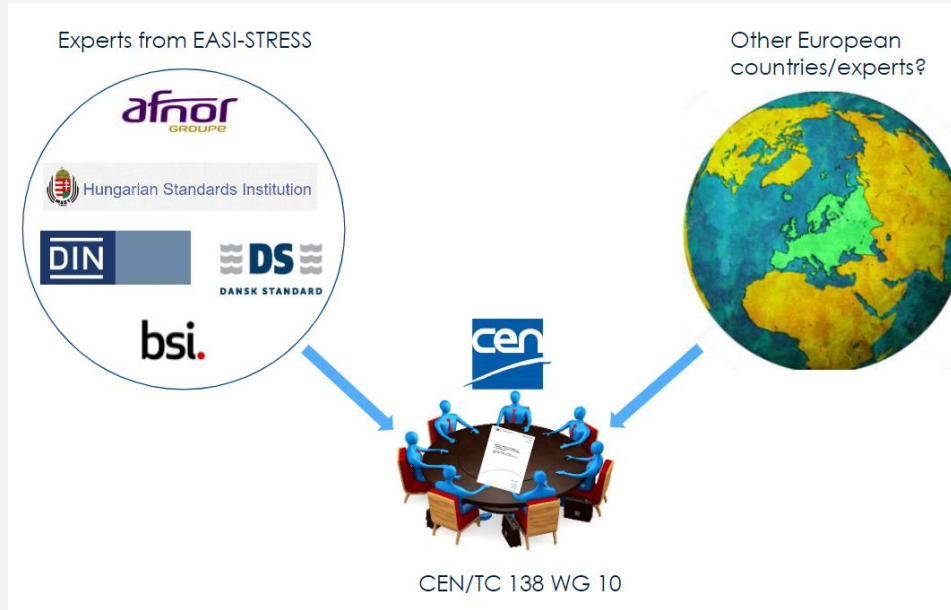 Experts from EASI-STRESS
afnor
GROUPE
Hungarian Standards Institution
DIN
DS
DANSK STANDARD
bsi.
Other European
countries/experts?
cen
CEN/TC 138 WG 10